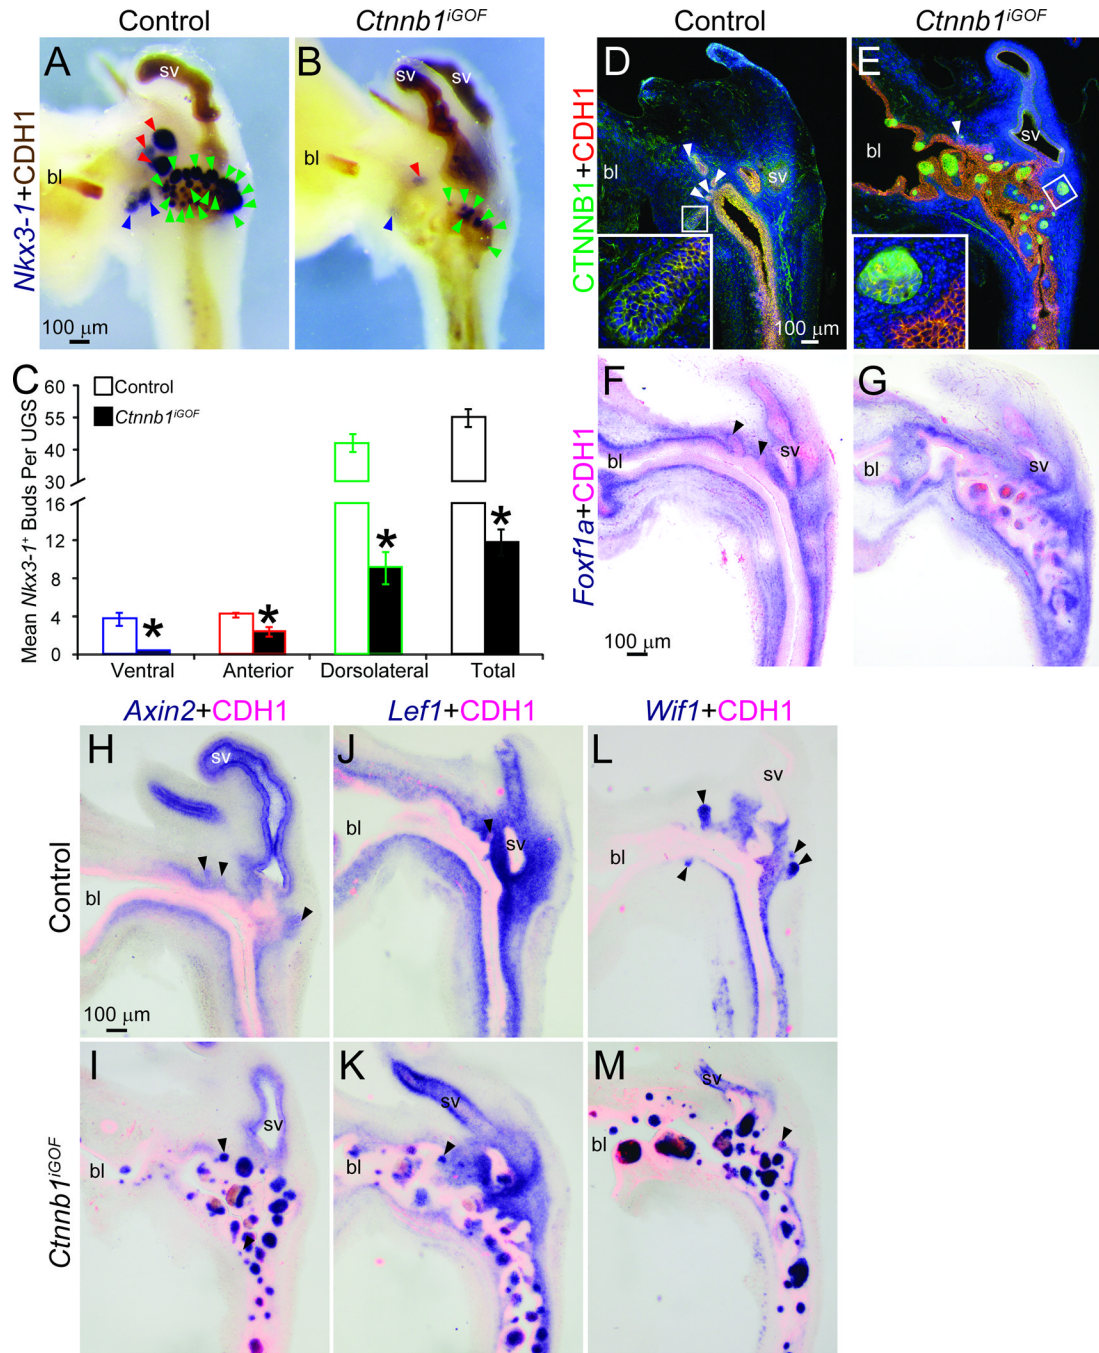 Control
Ctnnb1iGOF
Control
Ctnnb1iGOF
A
B
D
E
Nkx3-1+CDH1
sv
sv
sv
bl
bl
100 µm
CTNNB1+CDH1
bl
sv
bl
sv
100 µm
C
Mean Nkx3-1+ Buds Per UGS
Control
Ctnnb1iGOF
60
55
50
40
30
16
12
8
4
0
*
*
*
*
Ventral
Anterior
Dorsolateral
Total
F
G
Foxf1a+CDH1
bl
sv
bl
sv
100 µm
Axin2+CDH1
Lef1+CDH1
Wif1+CDH1
Control
H
J
L
sv
bl
sv
bl
sv
bl
100 µm
Ctnnb1iGOF
I
K
M
sv
bl
sv
bl
sv
bl